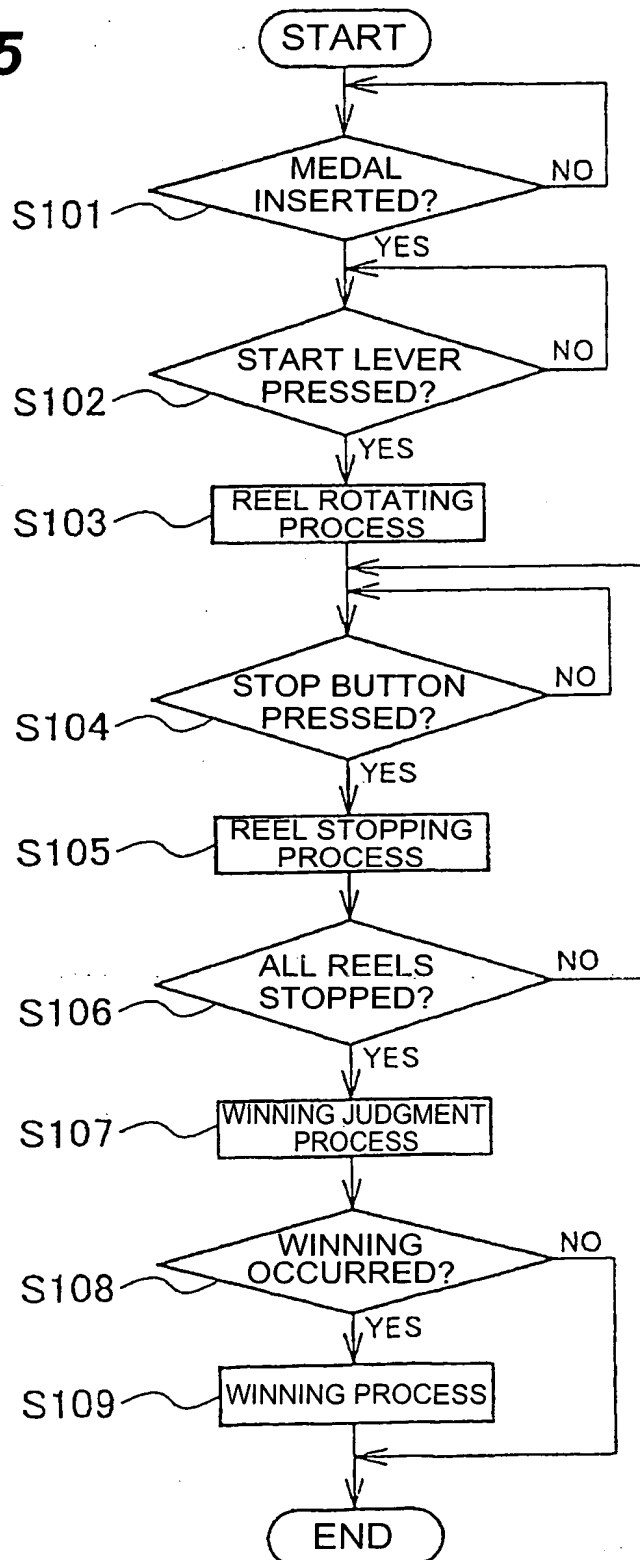 5
START
MEDAL
INSERTED?
NO
S101
YES
START LEVER
PRESSED?
NO
S102
YES
REEL ROTATING
PROCESS
S103
STOP BUTTON
PRESSED?
NO
S104
YES
REEL STOPPING
PROCESS
S105
ALL REELS
STOPPED?
NO
S106
YES
WINNING JUDGMENT
PROCESS
S107
WINNING
OCCURRED?
NO
S108
YES
WINNING PROCESS
S109
END